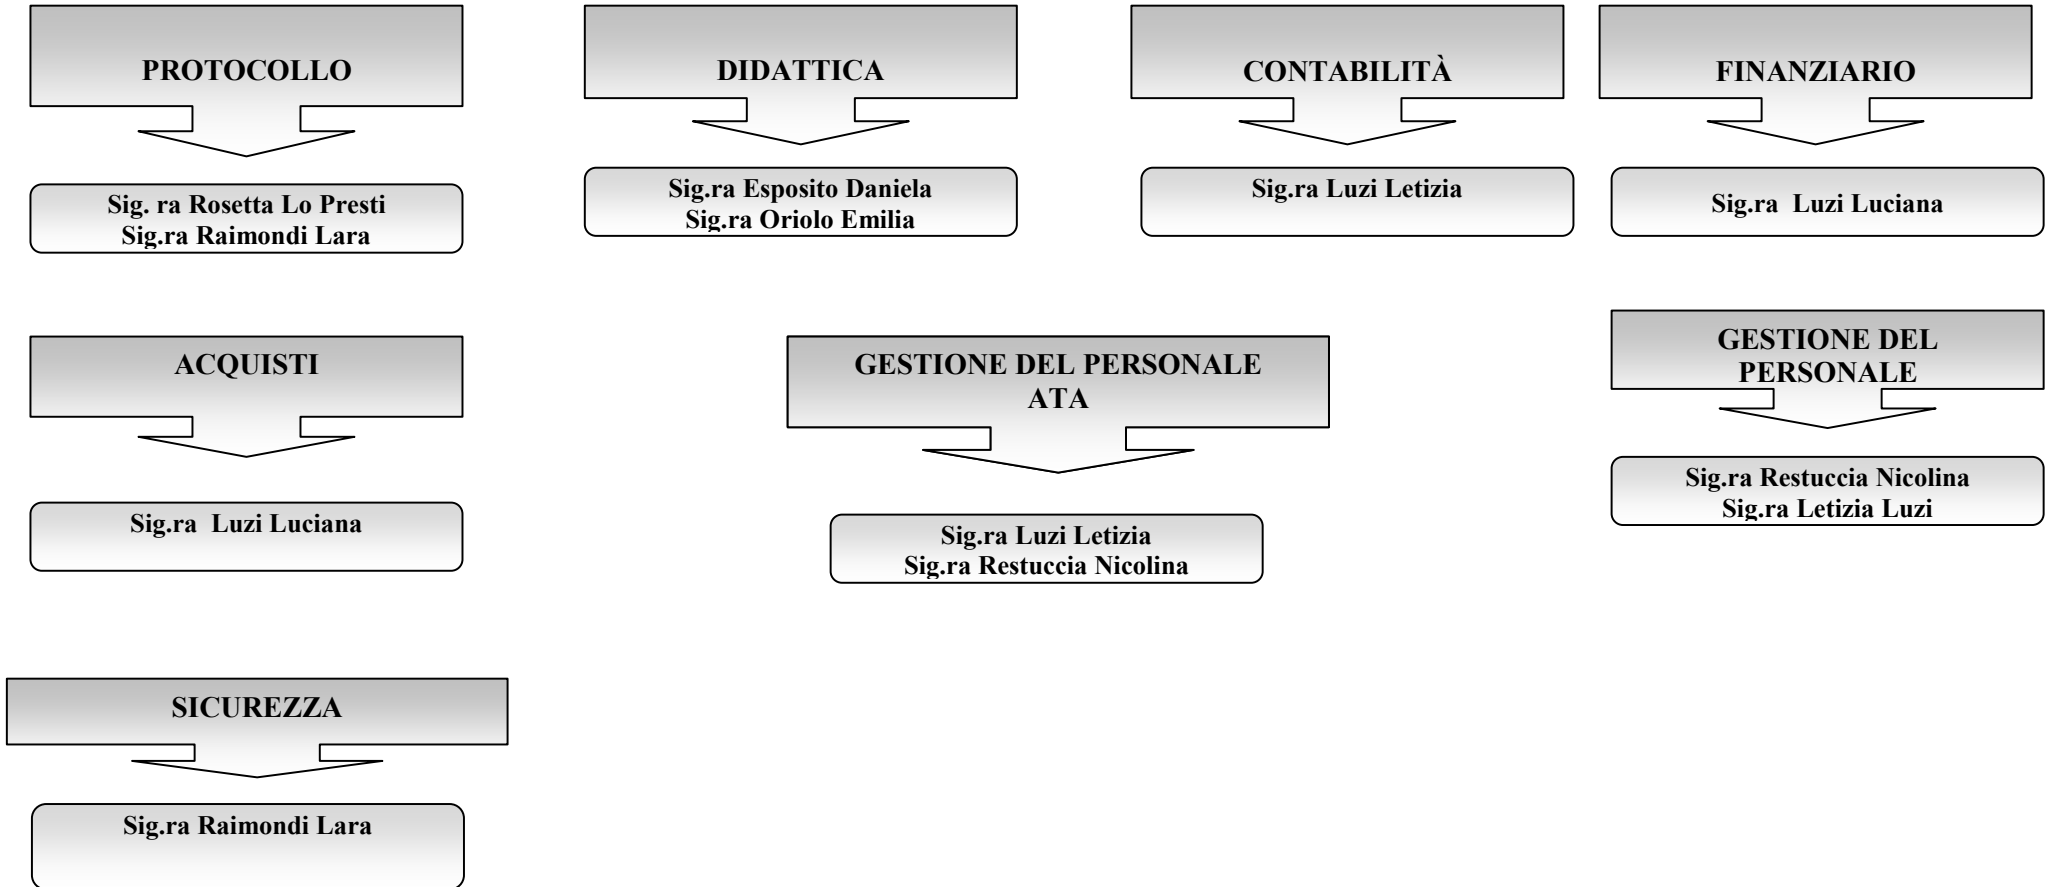 PROTOCOLLO
Sig. ra Rosetta Lo Presti
Sig.ra Raimondi Lara
DIDATTICA
Sig.ra Esposito Daniela
Sig.ra Oriolo Emilia
CONTABILITÀ
Sig.ra Luzi Letizia
FINANZIARIO
Sig.ra  Luzi Luciana
ACQUISTI
Sig.ra  Luzi Luciana
GESTIONE DEL PERSONALE
ATA
Sig.ra Luzi Letizia
Sig.ra Restuccia Nicolina
GESTIONE DEL
PERSONALE
Sig.ra Restuccia Nicolina
Sig.ra Letizia Luzi
SICUREZZA
Sig.ra Raimondi Lara